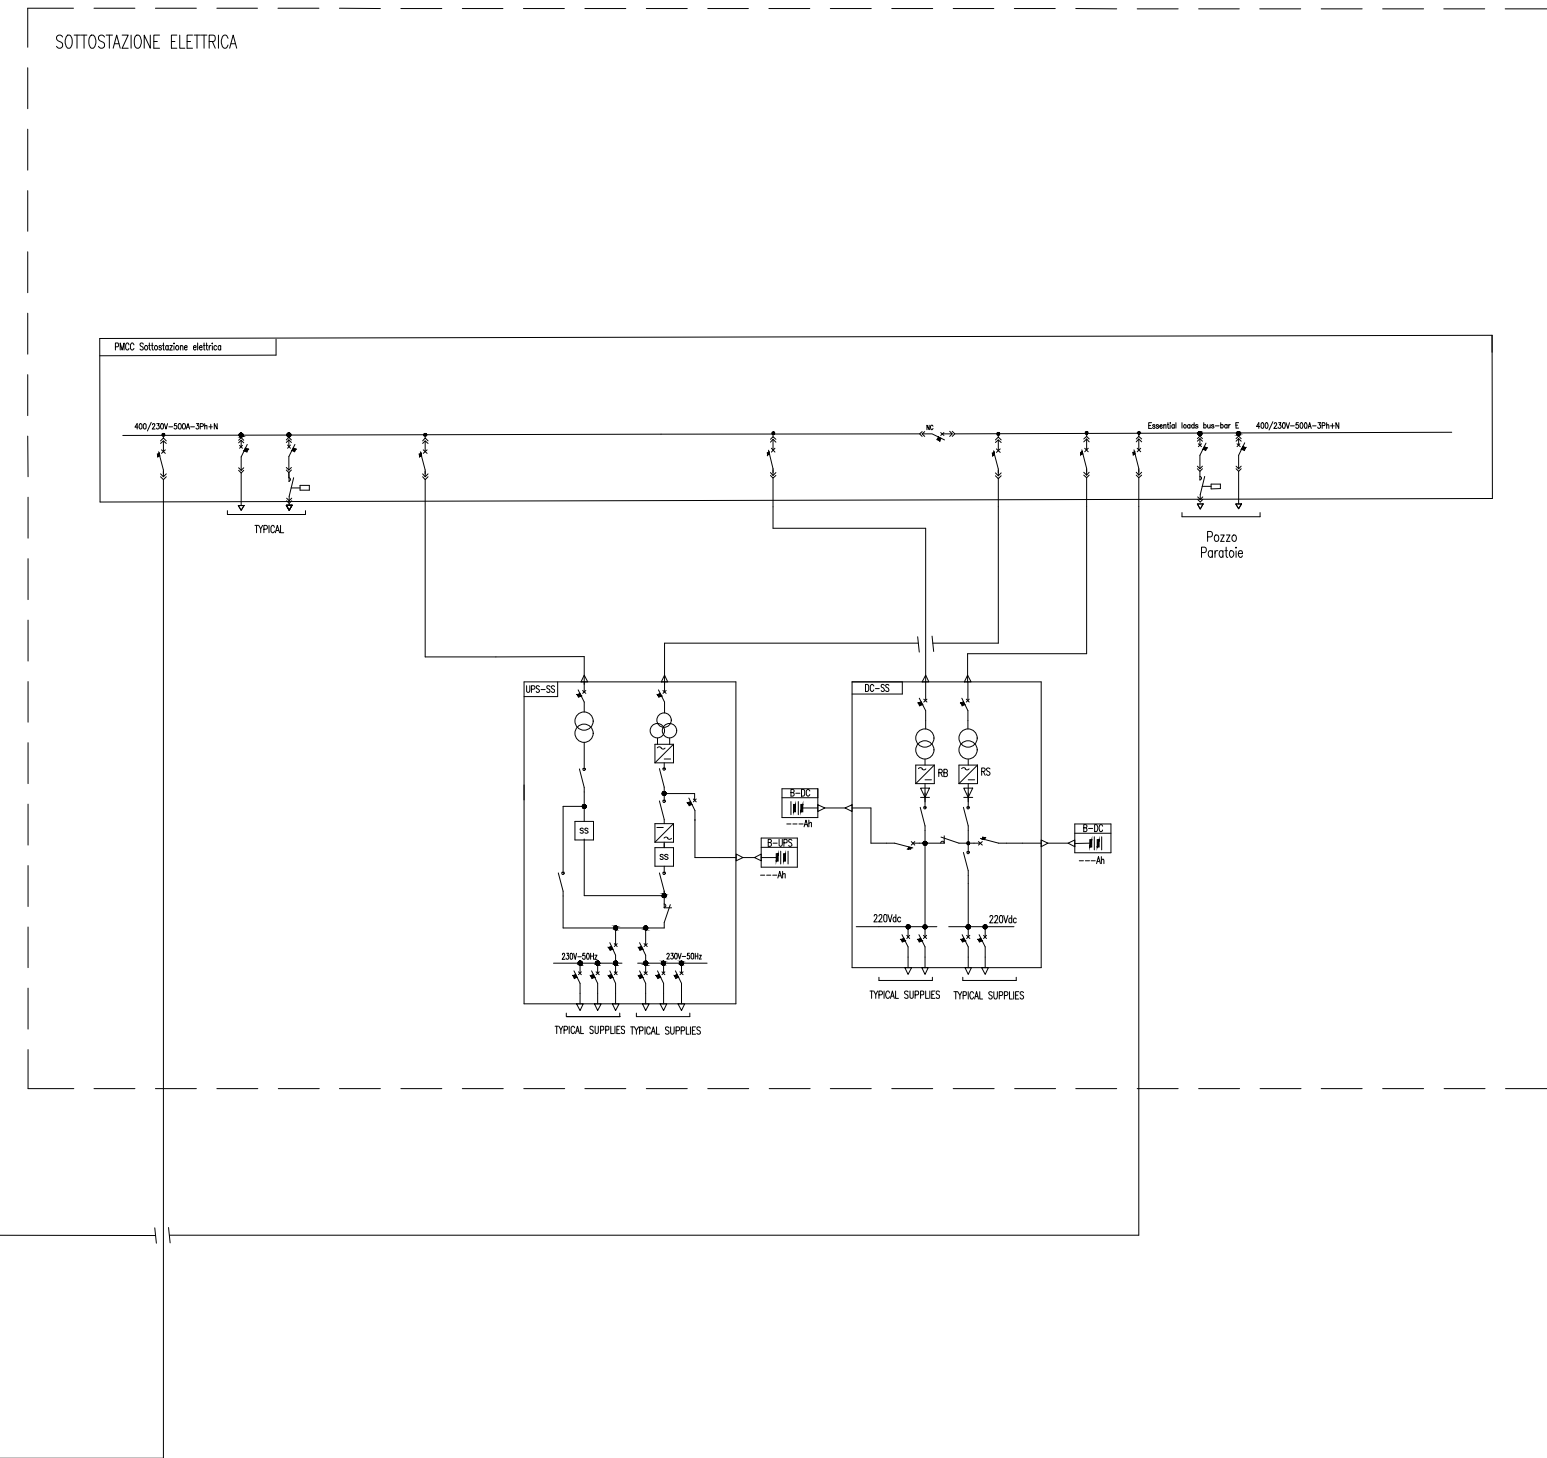 SOTTOSTAZIONE ELETTRICA
PMCC Sottostazione elettrica
400/230V-500A-3Ph+N
NC
Essential loads bus-bar E
400/230V-500A-3Ph+N
TYPICAL
Pozzo
Paratoie
UPS-SS
DC-SS
RB
RS
B-DC
---Ah
SS
B-DC
---Ah
B-UPS
---Ah
SS
220Vdc
220Vdc
230V-50Hz
230V-50Hz
TYPICAL SUPPLIES
TYPICAL SUPPLIES
TYPICAL SUPPLIES
TYPICAL SUPPLIES